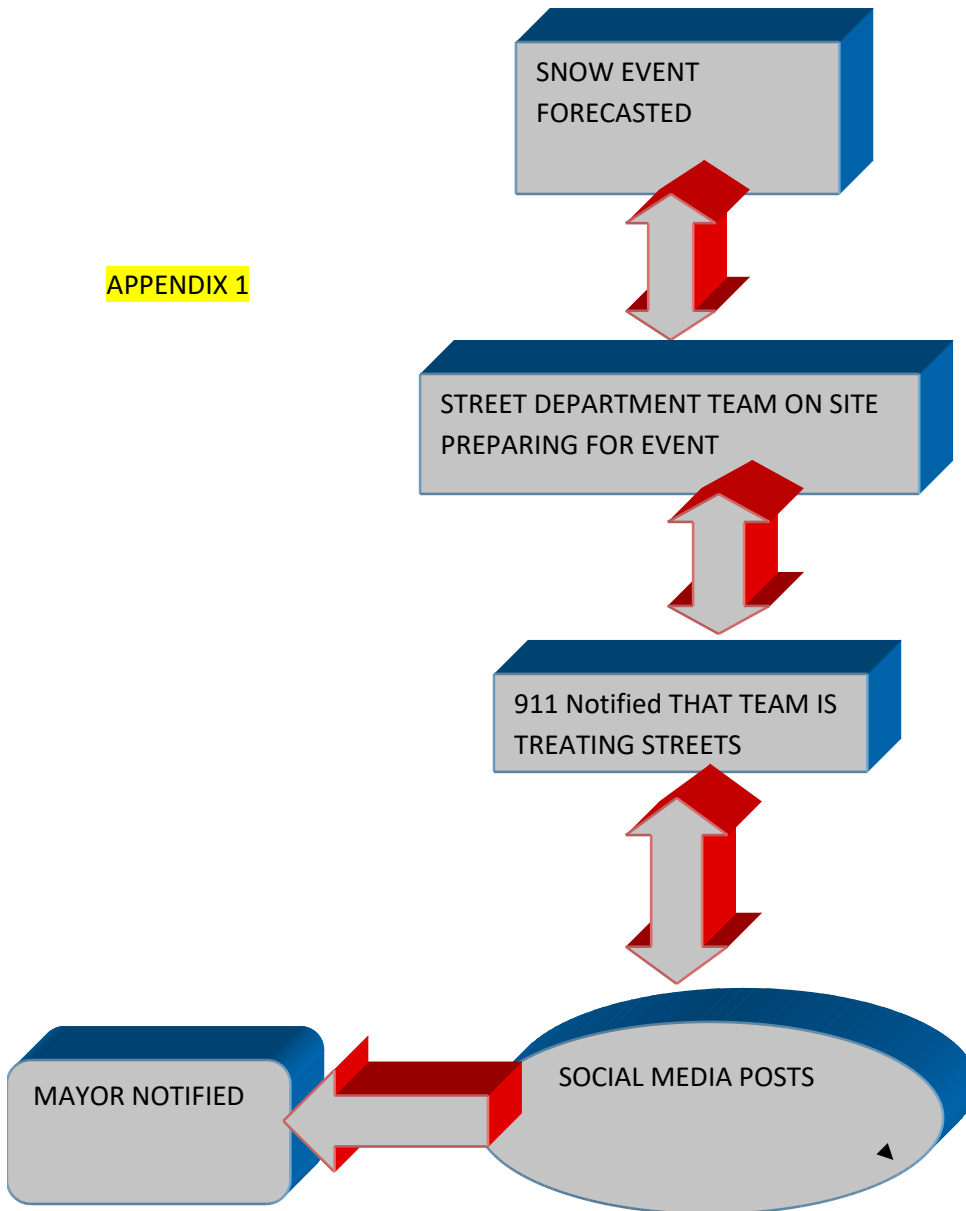 SNOW EVENT
FORECASTED
APPENDIX 1
STREET DEPARTMENT TEAM ON SITE
PREPARING FOR EVENT
911 Notified THAT TEAM IS
TREATING STREETS
SOCIAL MEDIA POSTS
MAYOR NOTIFIED